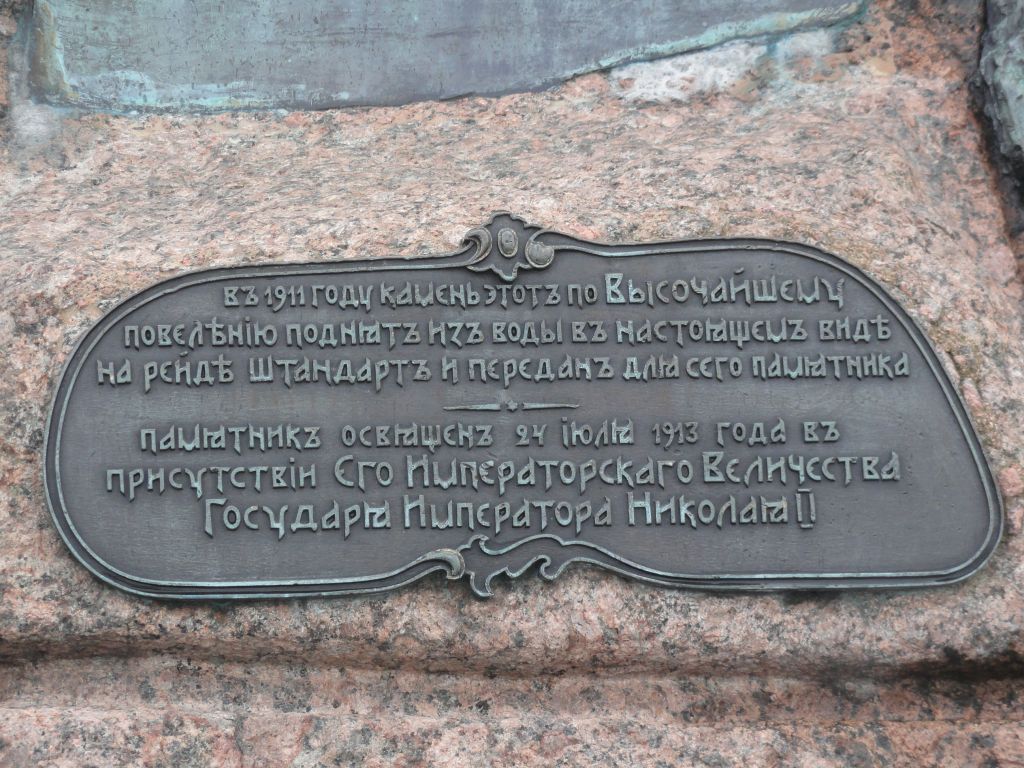 въ 1911 году камень этотъ по Высочайшему
повелѣнію поднятъ изъ воды въ настоящемъ видѣ
на рейдѣ Штандартъ и переданъ для сего памятника
памятникъ освященъ 24 іюля 1913 года въ
присутствіи Его Императорскаго Величества
Государя Императора Николая II